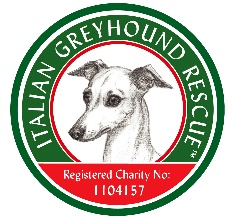 ITALIAN GREYHOUND RESCUE™
Registered Charity No:
1104157